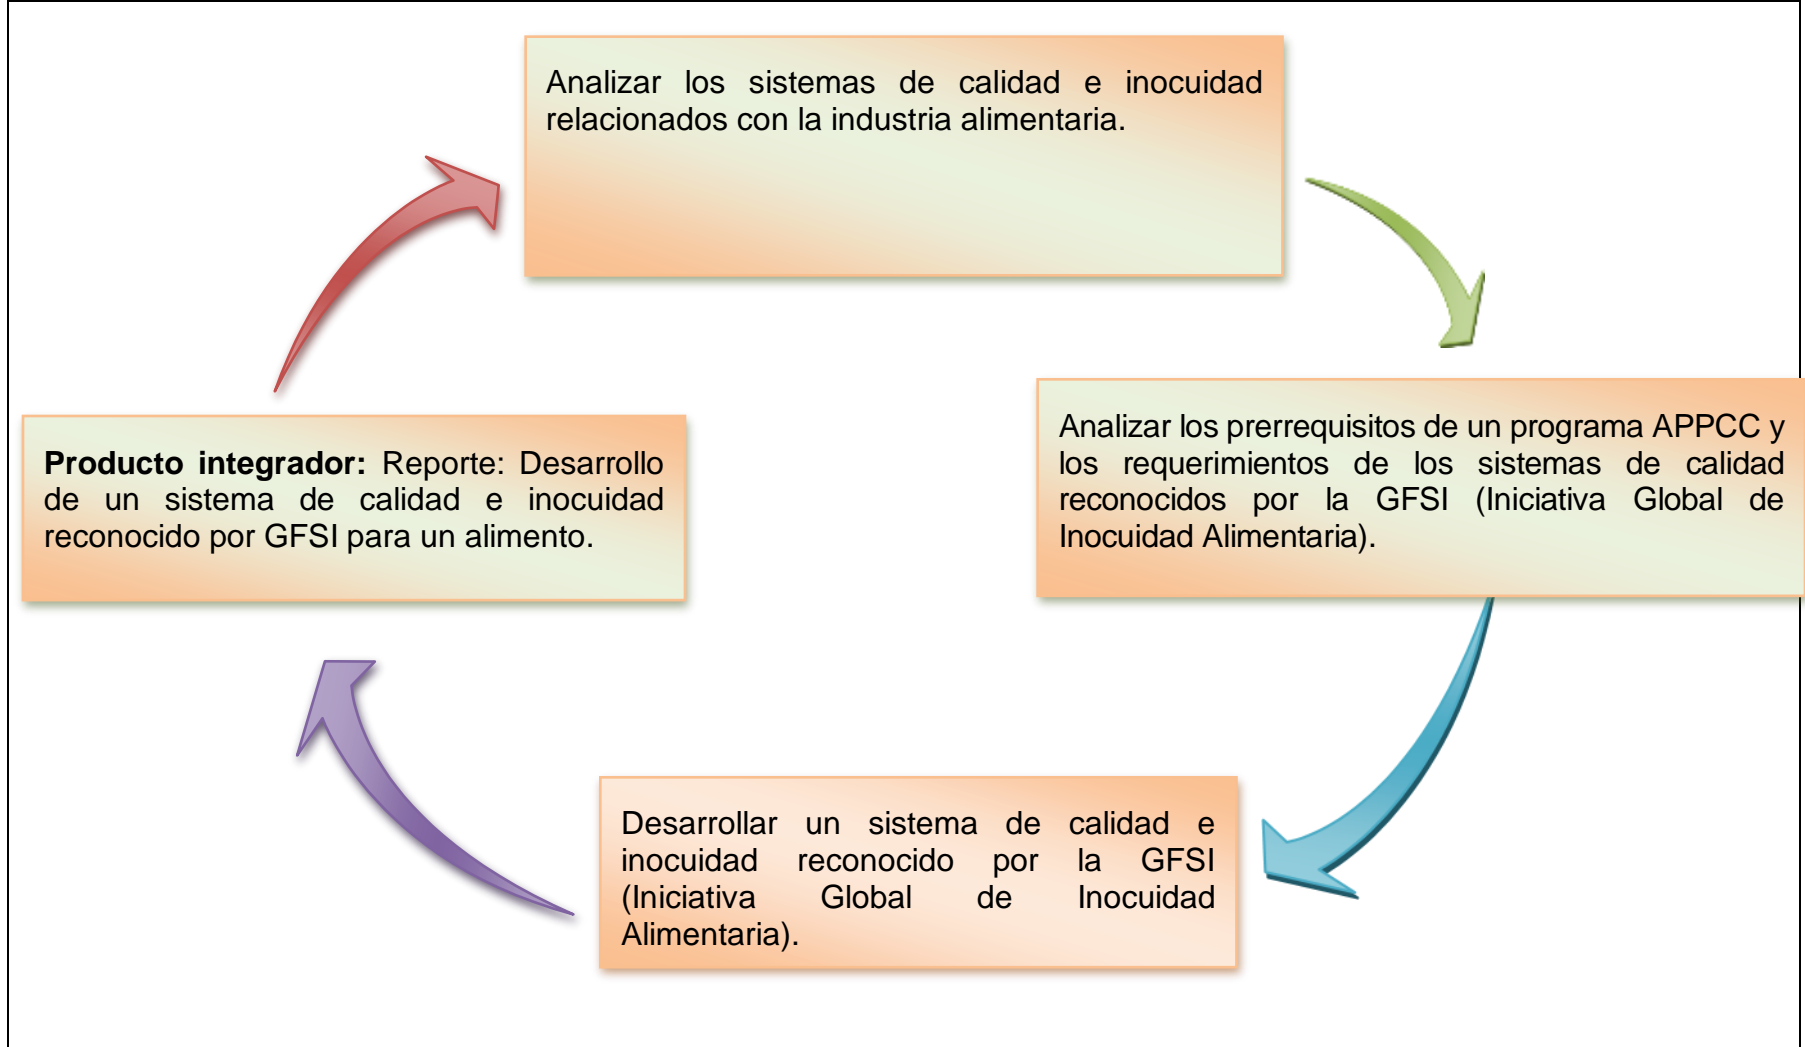 Analizar los sistemas de calidad e inocuidad
relacionados con la industria alimentaria.
Analizar los prerrequisitos de un programa APPCC y
los requerimientos de los sistemas de calidad
reconocidos por la GFSI (Iniciativa Global de
Inocuidad Alimentaria).
Desarrollar un sistema de calidad e
inocuidad reconocido por la GFSI
(Iniciativa Global de Inocuidad
Alimentaria).
Producto integrador: Reporte: Desarrollo
de un sistema de calidad e inocuidad
reconocido por GFSI para un alimento.